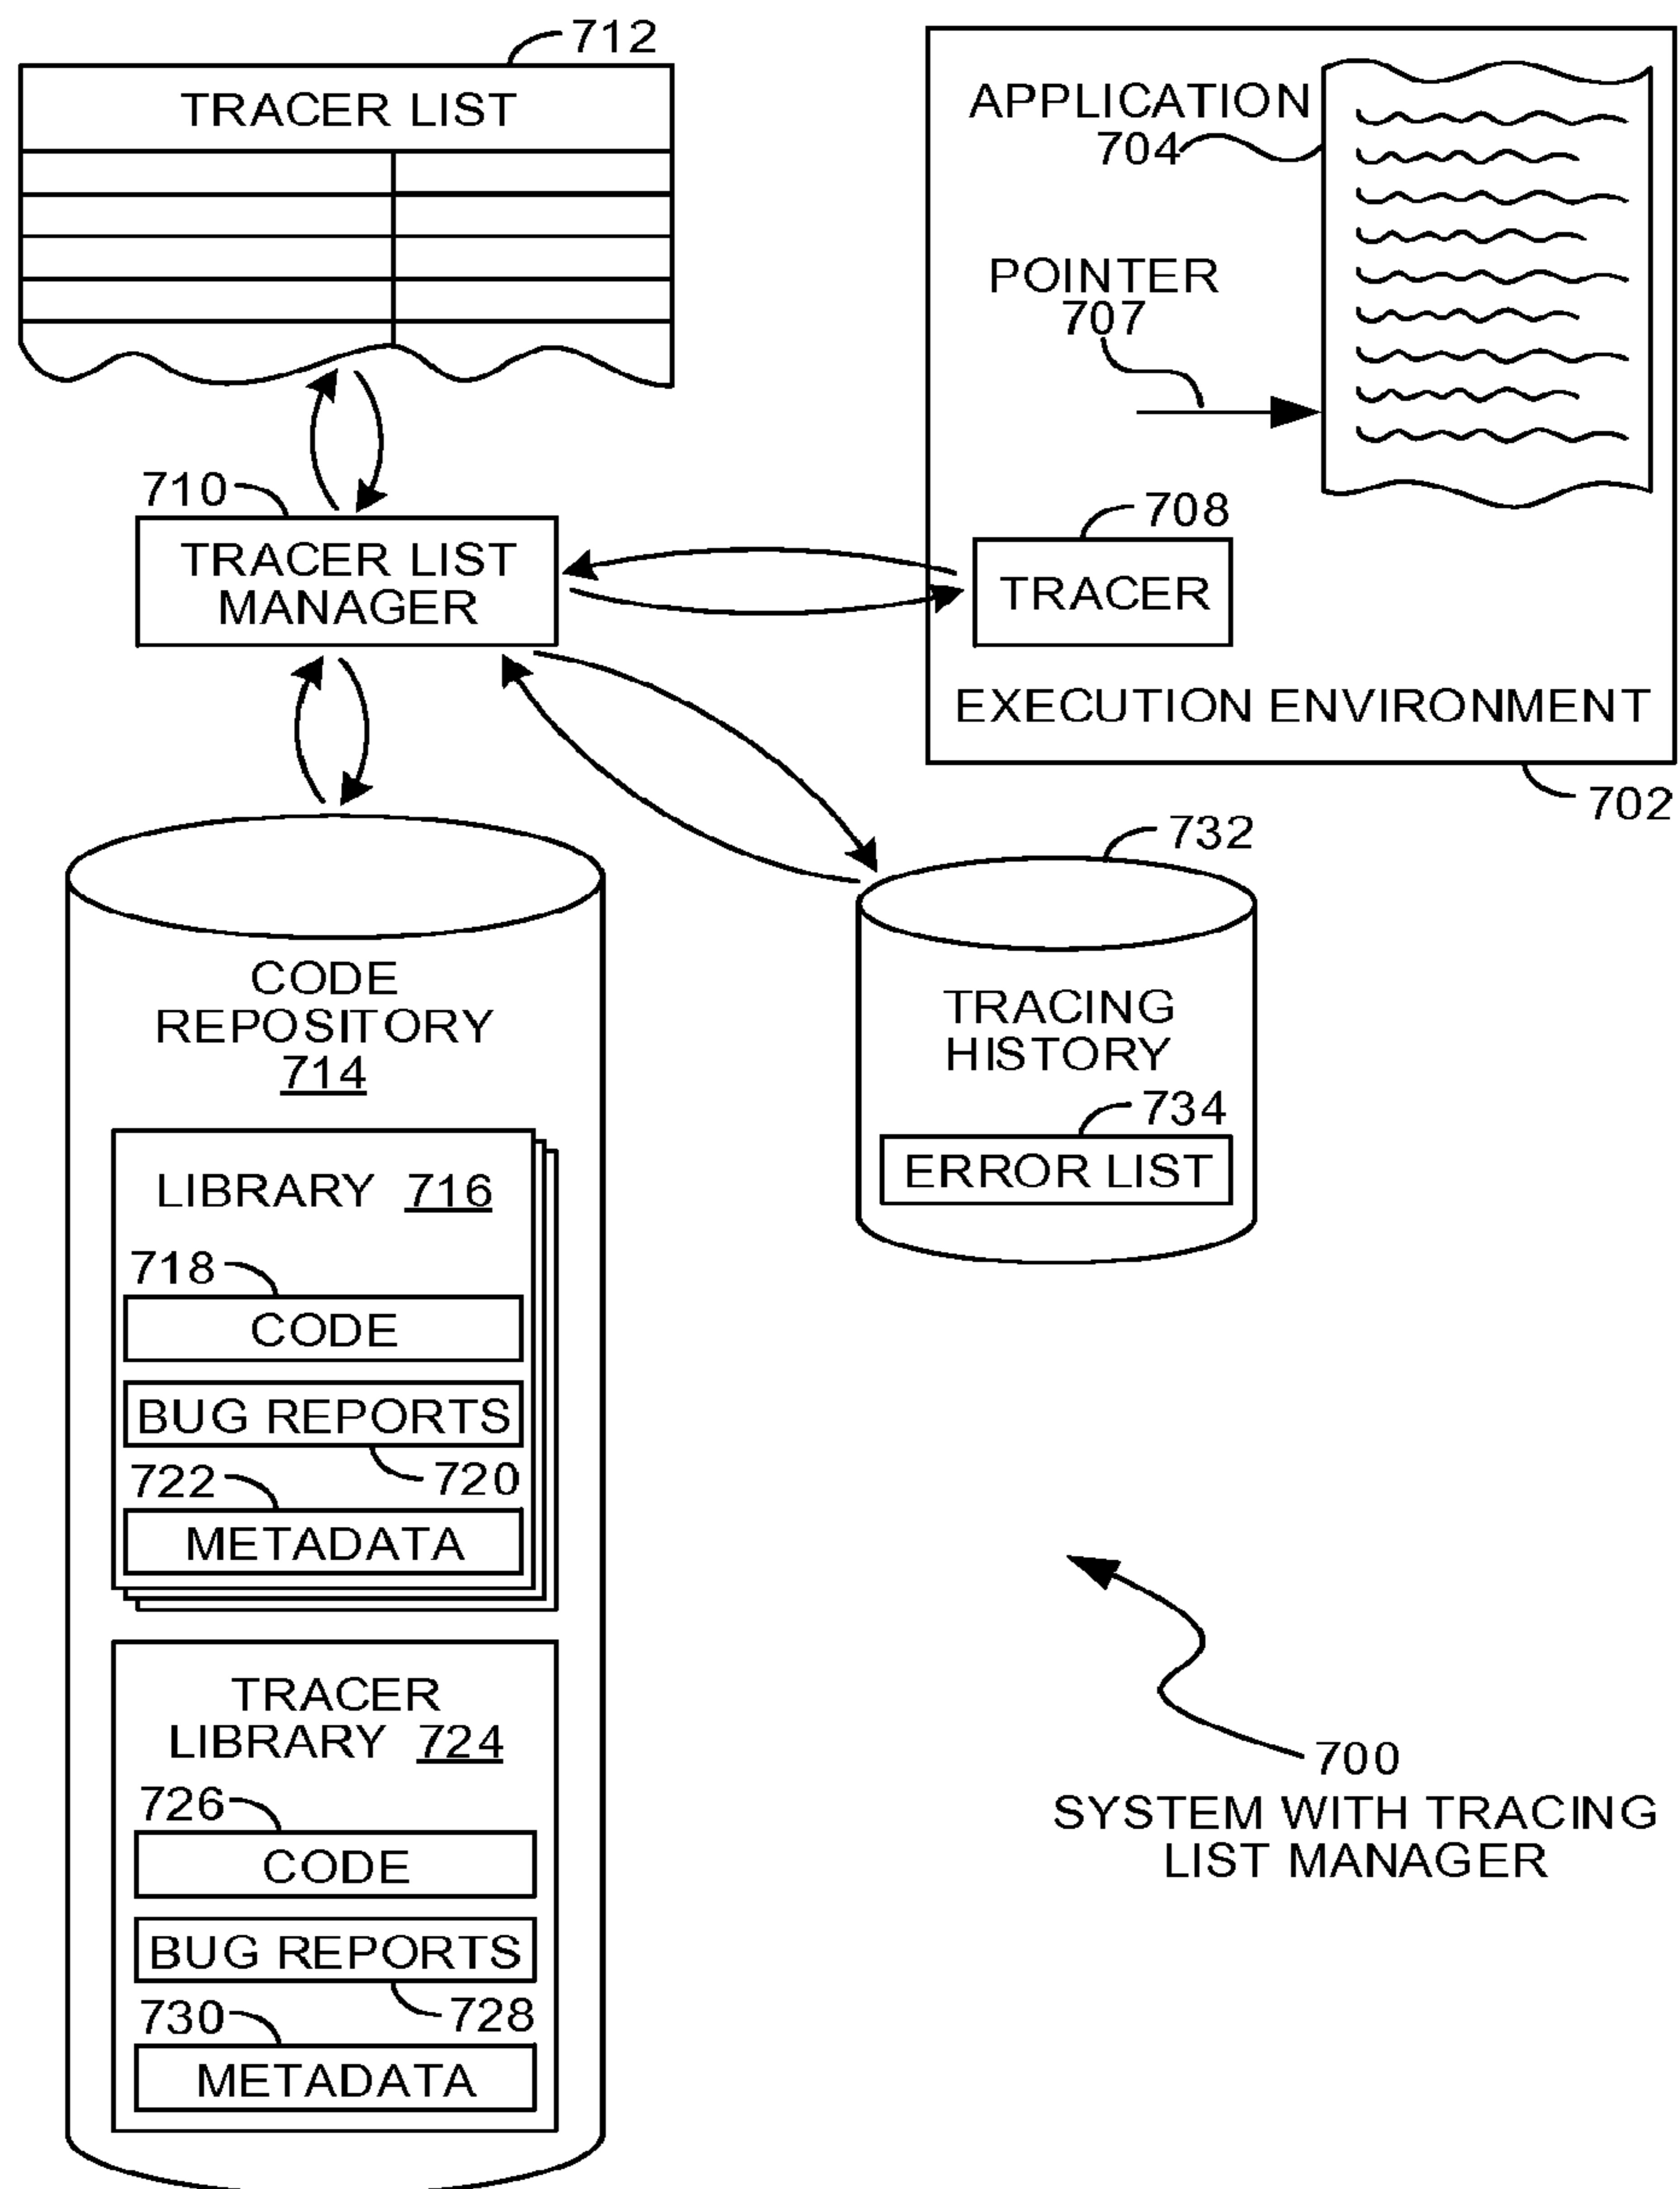 712
TRACER LIST
APPLICATION
704
POINTER
707
710
TRACER LIST
MANAGER
708
TRACER
EXECUTION ENVIRONMENT
702
732
CODE
REPOSITORY
714
TRACING
HISTORY
734
ERROR LIST
LIBRARY 716
718
CODE
BUG REPORTS
720
722
METADATA
TRACER
LIBRARY 724
726
CODE
BUG REPORTS
728
730
METADATA
700
SYSTEM WITH TRACING
LIST MANAGER